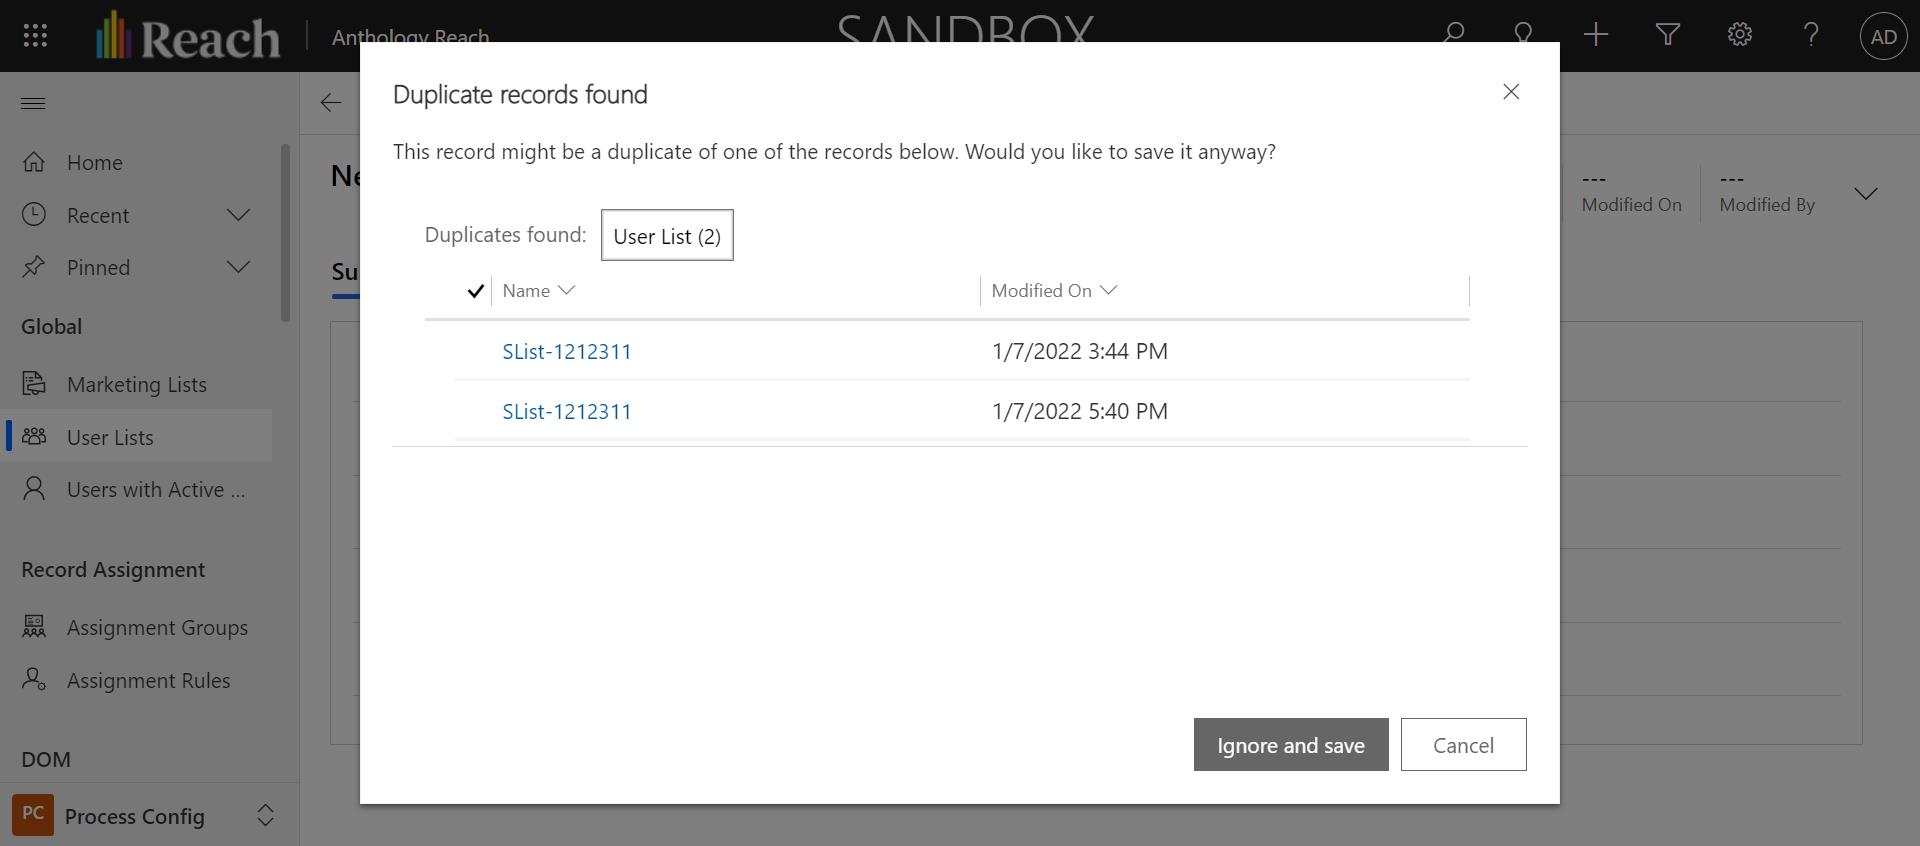 Reach
Anthology Reach
SANDBOX
AD
Home
Recent
Pinned
Global
Marketing Lists
User Lists
Users with Active ...
Record Assignment
Assignment Groups
Assignment Rules
DOM
PC
Process Config
---
Modified On
---
Modified By
Duplicate records found
This record might be a duplicate of one of the records below. Would you like to save it anyway?
Duplicates found: User List (2)
Name Modified On
SList-1212311 1/7/2022 3:44 PM
SList-1212311 1/7/2022 5:40 PM
Ignore and save
Cancel